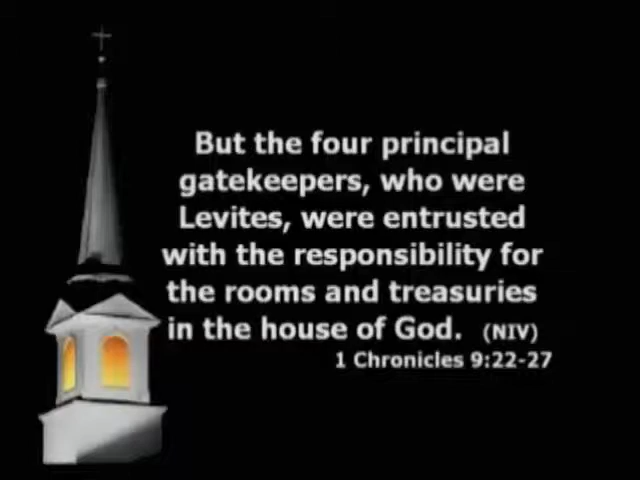 But the four principal
gatekeepers, who were
Levites, were entrusted
with the responsibility for
the rooms and treasuries
in the house of God. (NIV)
1 Chronicles 9:22-27